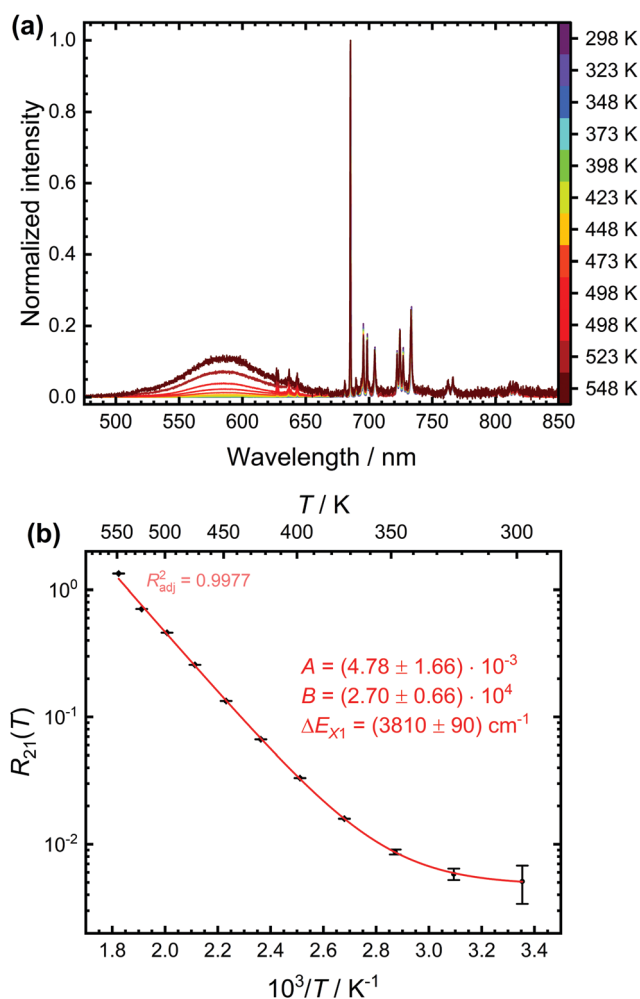 (a)
1.0
0.8
0.6
0.4
0.2
0.0
Normalized intensity
500 550 600 650 700 750 800 850
Wavelength / nm
298 K
323 K
348 K
373 K
398 K
423 K
448 K
473 K
498 K
498 K
523 K
548 K
(b)
T / K
550 500 450 400 350 300
R²adj = 0.9977
A = (4.78 ± 1.66) · 10⁻³
B = (2.70 ± 0.66) · 10⁴
ΔEX1 = (3810 ± 90) cm⁻¹
10⁰
10⁻¹
10⁻²
R₂₁(T)
1.8 2.0 2.2 2.4 2.6 2.8 3.0 3.2 3.4
10³/T / K⁻¹